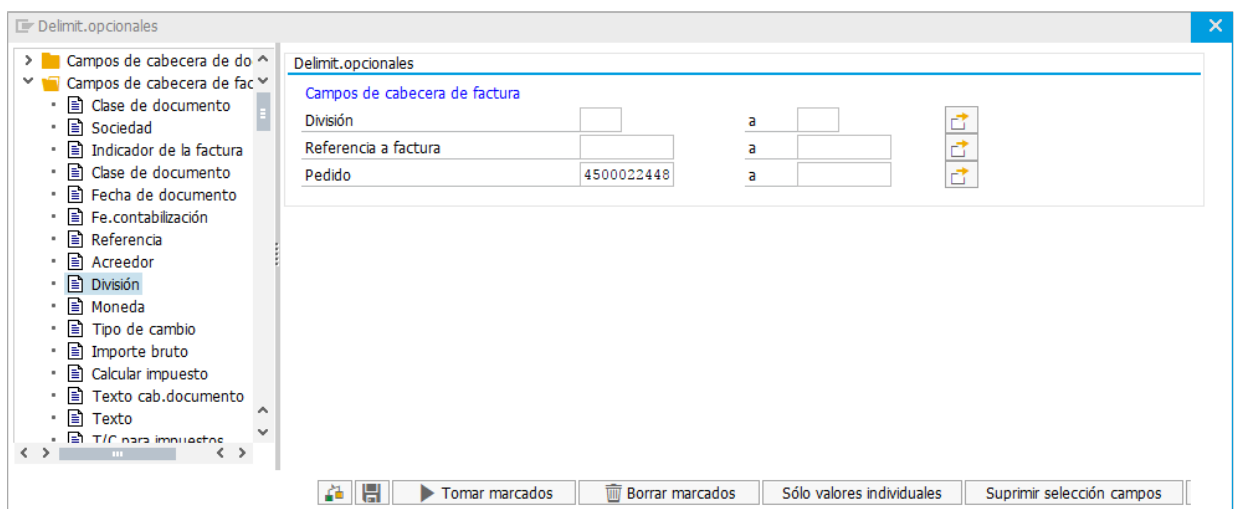 Delimit.opcionales
Campos de cabecera de do
Campos de cabecera de fac
Clase de documento
Sociedad
Indicador de la factura
Clase de documento
Fecha de documento
Fe.contabilización
Referencia
Acreedor
División
Moneda
Tipo de cambio
Importe bruto
Calcular impuesto
Texto cab.documento
Texto
T/C para impuestos
Delimit.opcionales
Campos de cabecera de factura
División a
Referencia a factura a
Pedido 4500022448 a
Tomar marcados Borrar marcados Sólo valores individuales Suprimir selección campos